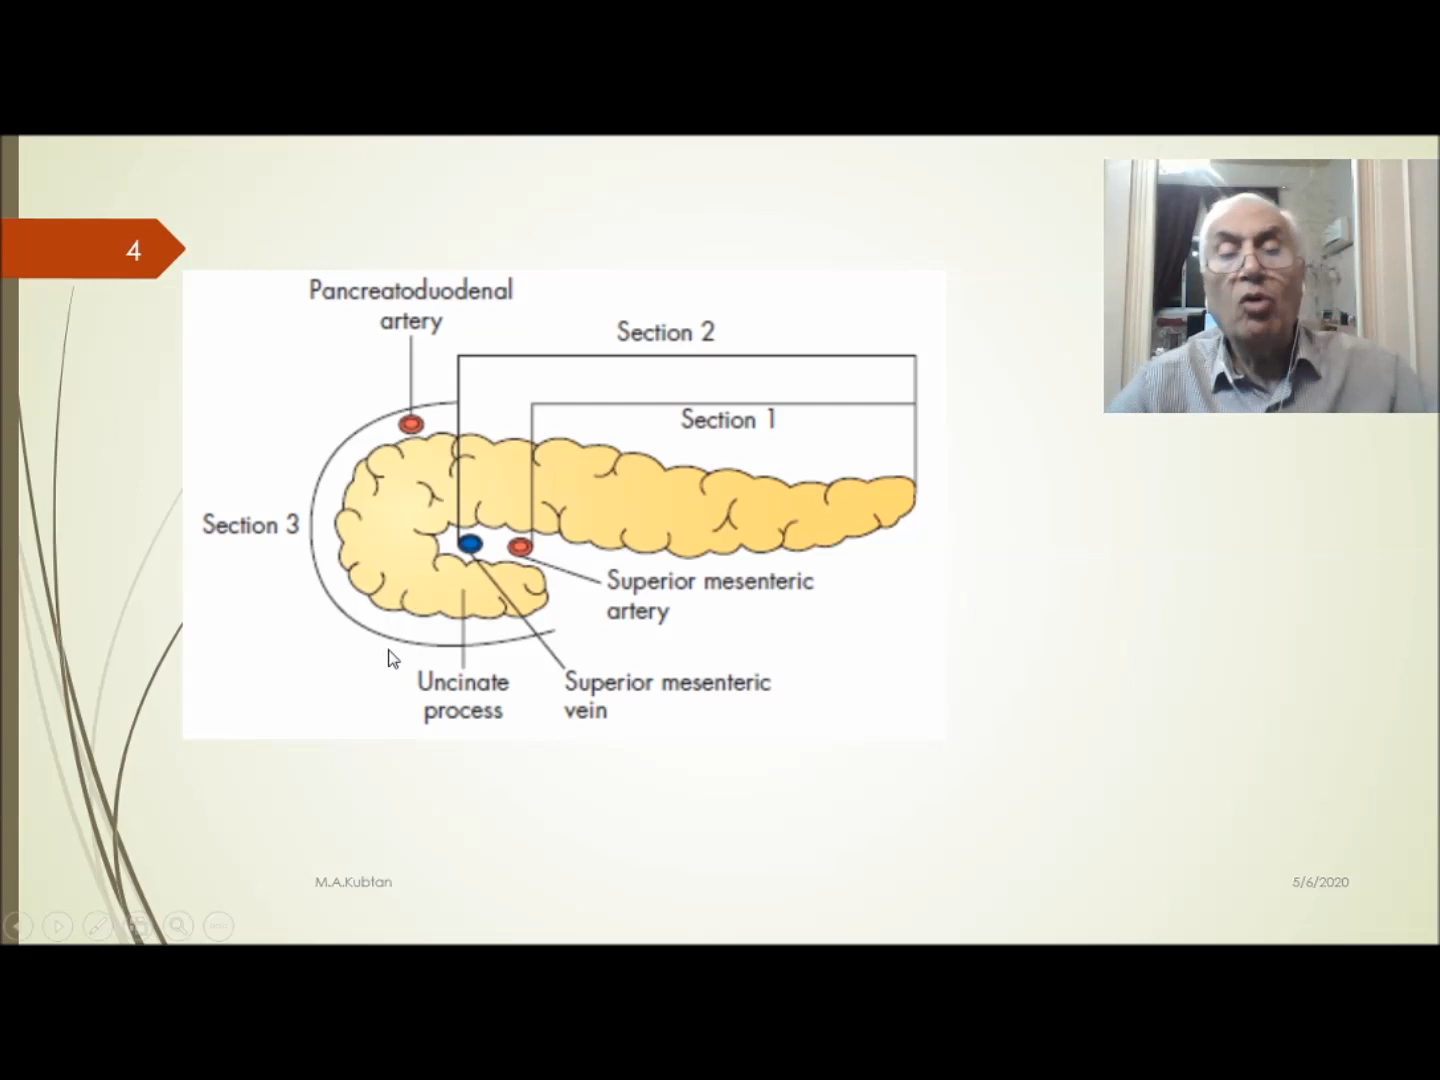 4
Pancreatoduodenal
artery
Section 2
Section 1
Section 3
Superior mesenteric
artery
Uncinate
process
Superior mesenteric
vein
M.A.Kubtan
5/6/2020